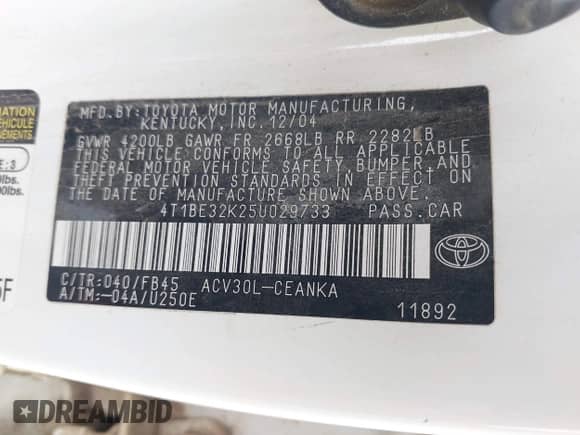 MFD.BY:TOYOTA MOTOR MANUFACTURING,
KENTUCKY, INC. 12/04
GVWR 4200LB GAWR FR 2668LB RR 2282LB
THIS VEHICLE CONFORMS TO ALL APPLICABLE
FEDERAL MOTOR VEHICLE SAFETY, BUMPER AND
THEFT PREVENTION STANDARDS IN EFFECT ON
THE DATE OF MANUFACTURE SHOWN ABOVE.
4T1BE32K25U029733 PASS.CAR
C/TR:040/FB45 ACV30L-CEANKA
A/TM:-04A/U250E
11892
TOYOTA
DREAMBID